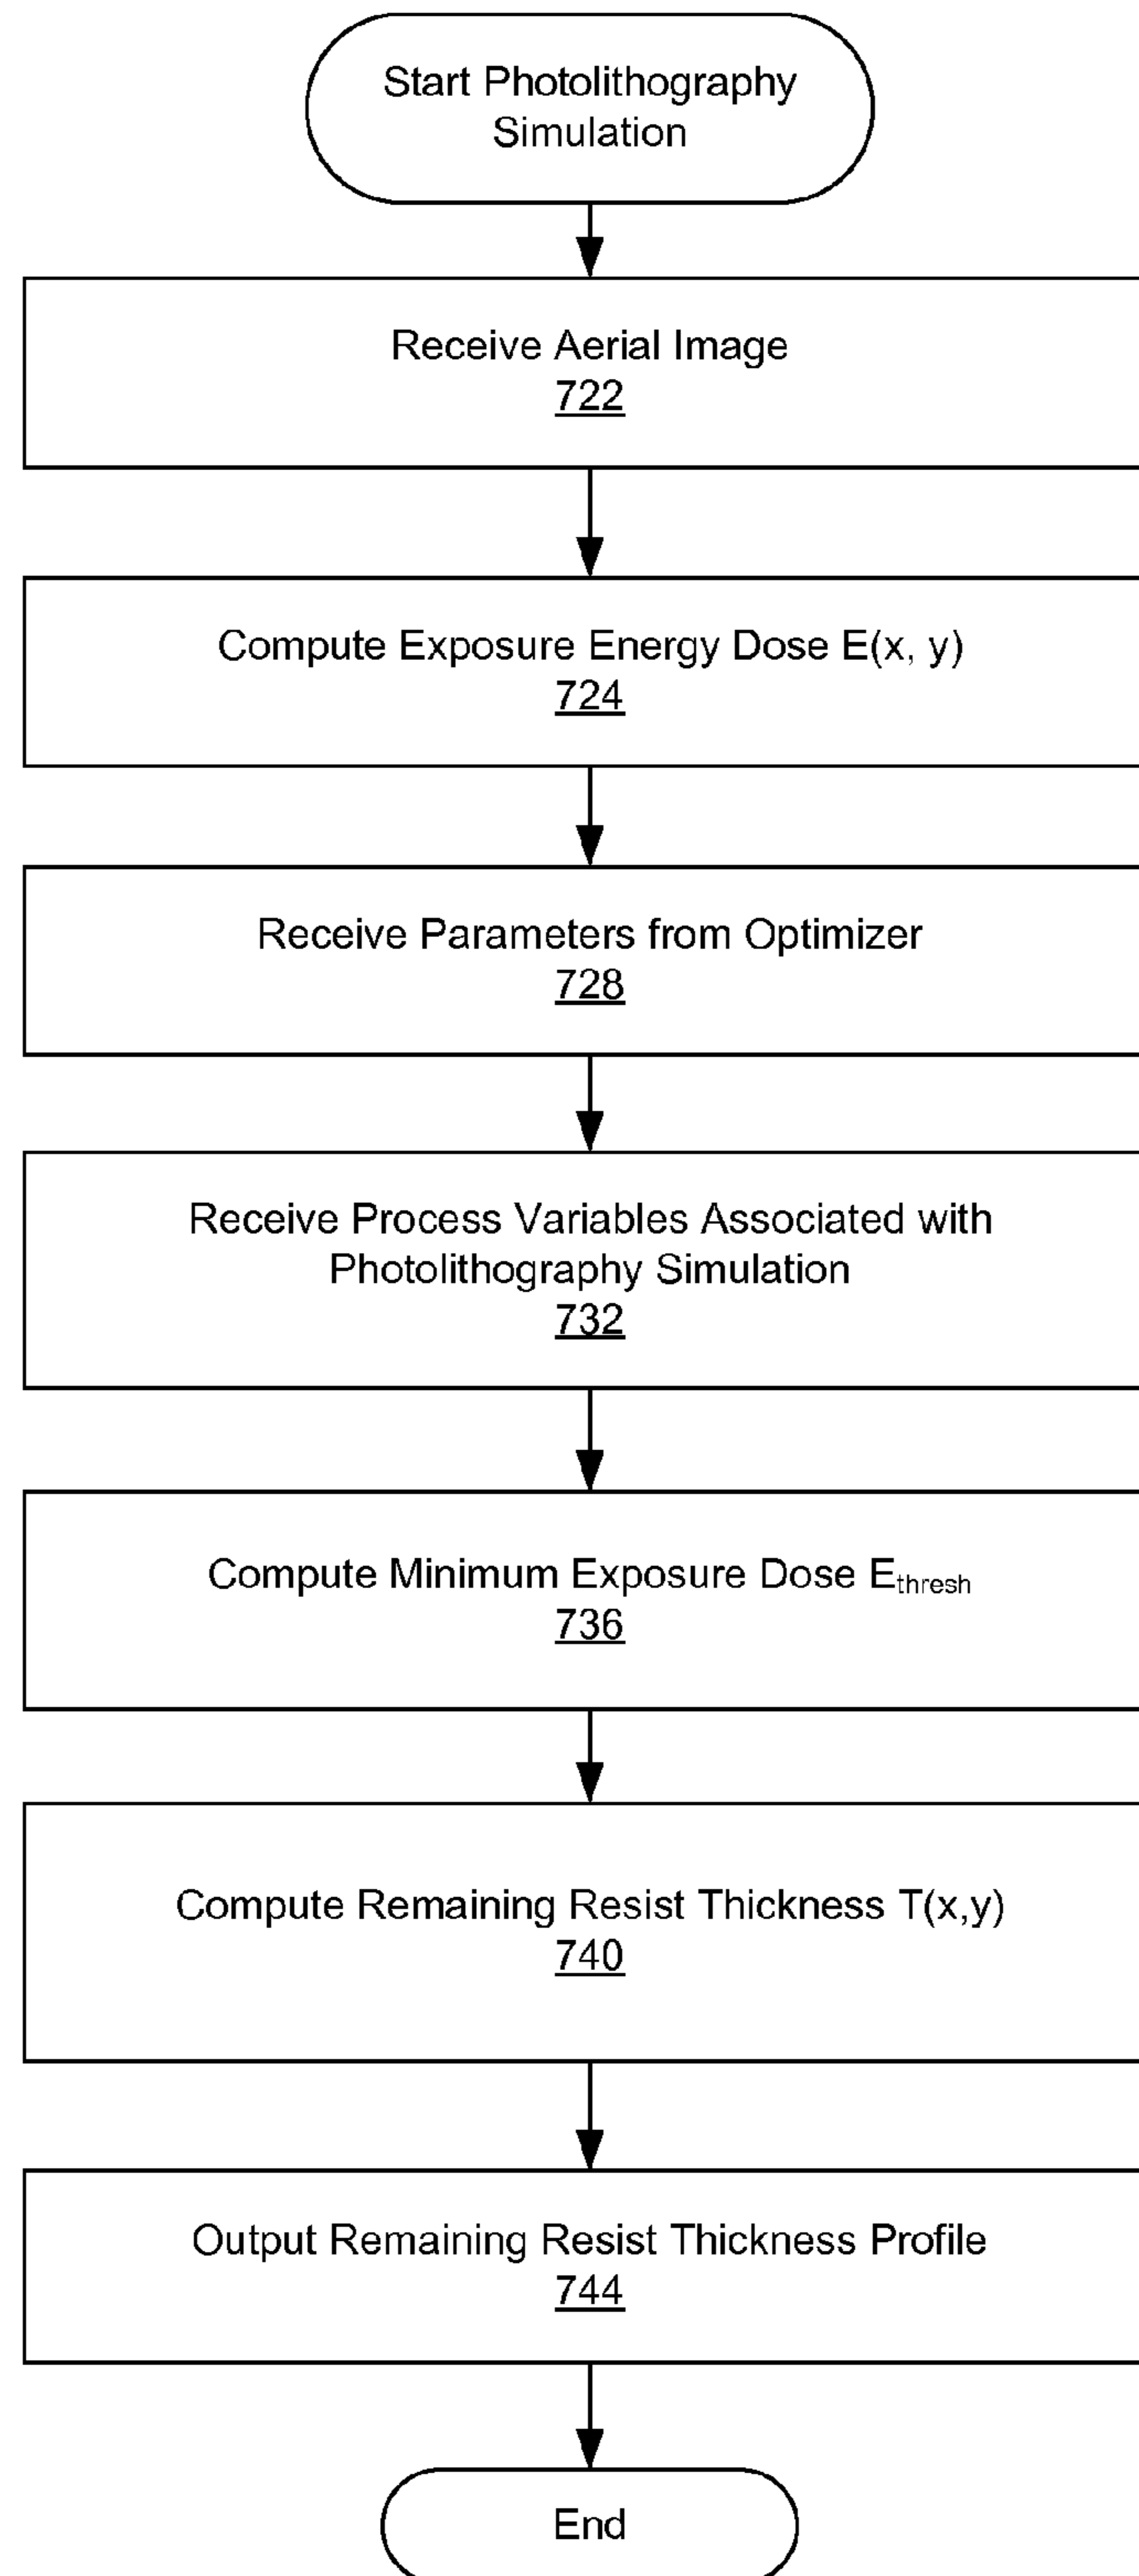 Start Photolithography
Simulation
Receive Aerial Image
722
Compute Exposure Energy Dose E(x, y)
724
Receive Parameters from Optimizer
728
Receive Process Variables Associated with
Photolithography Simulation
732
Compute Minimum Exposure Dose Ethresh
736
Compute Remaining Resist Thickness T(x,y)
740
Output Remaining Resist Thickness Profile
744
End